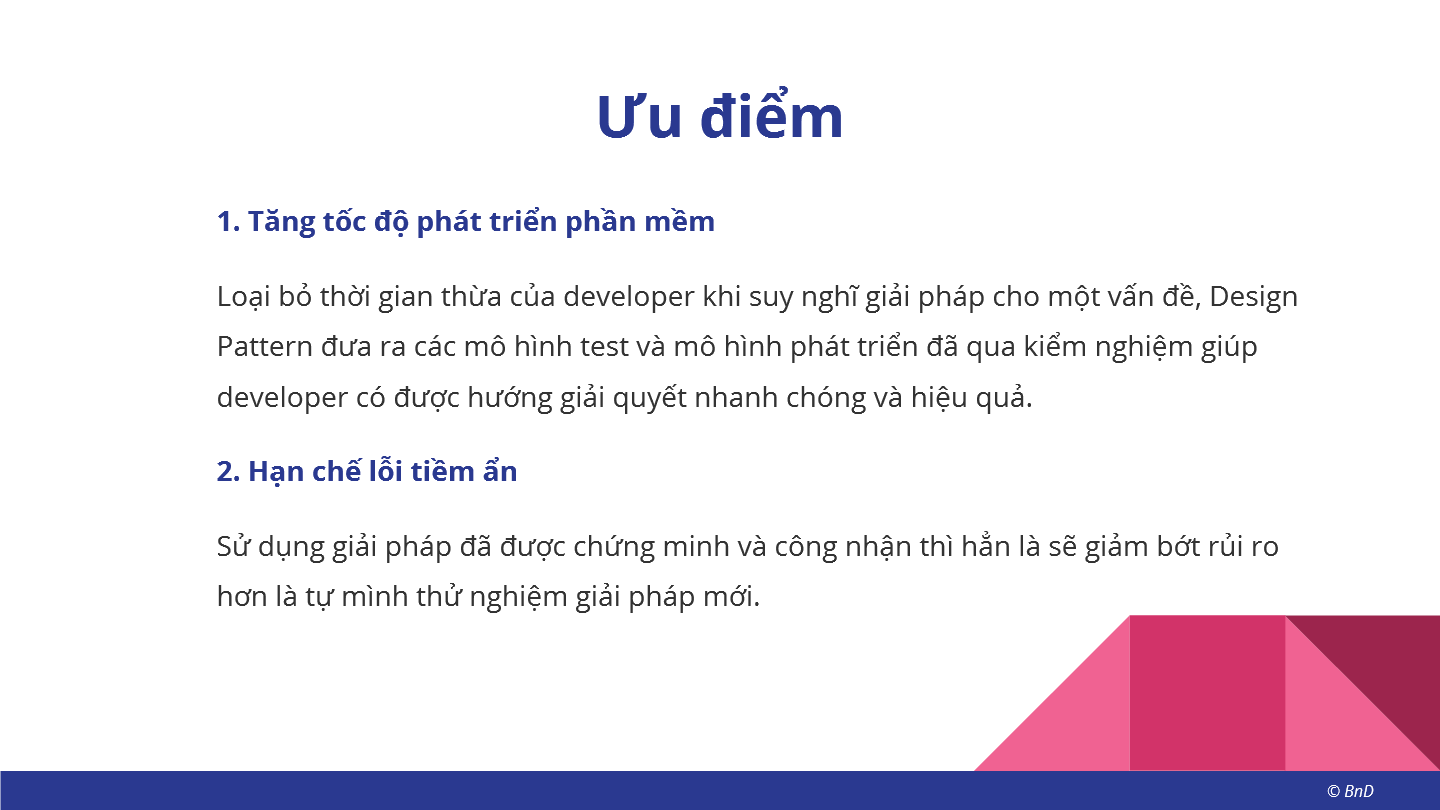 Ưu điểm
1. Tăng tốc độ phát triển phần mềm
Loại bỏ thời gian thừa của developer khi suy nghĩ giải pháp cho một vấn đề, Design
Pattern đưa ra các mô hình test và mô hình phát triển đã qua kiểm nghiệm giúp
developer có được hướng giải quyết nhanh chóng và hiệu quả.
2. Hạn chế lỗi tiềm ẩn
Sử dụng giải pháp đã được chứng minh và công nhận thì hẳn là sẽ giảm bớt rủi ro
hơn là tự mình thử nghiệm giải pháp mới.
© BnD